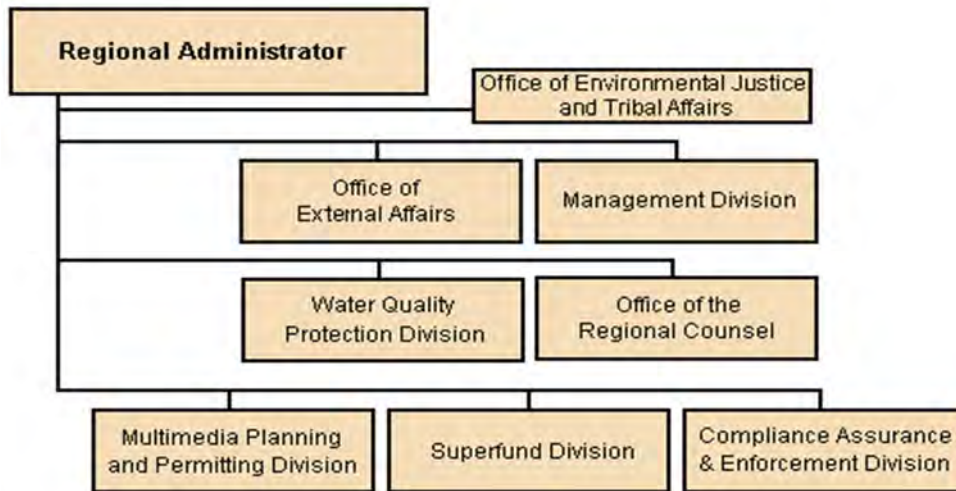 Regional Administrator
Office of Environmental Justice
and Tribal Affairs
Office of
External Affairs
Management Division
Water Quality
Protection Division
Office of the
Regional Counsel
Multimedia Planning
and Permitting Division
Superfund Division
Compliance Assurance
& Enforcement Division